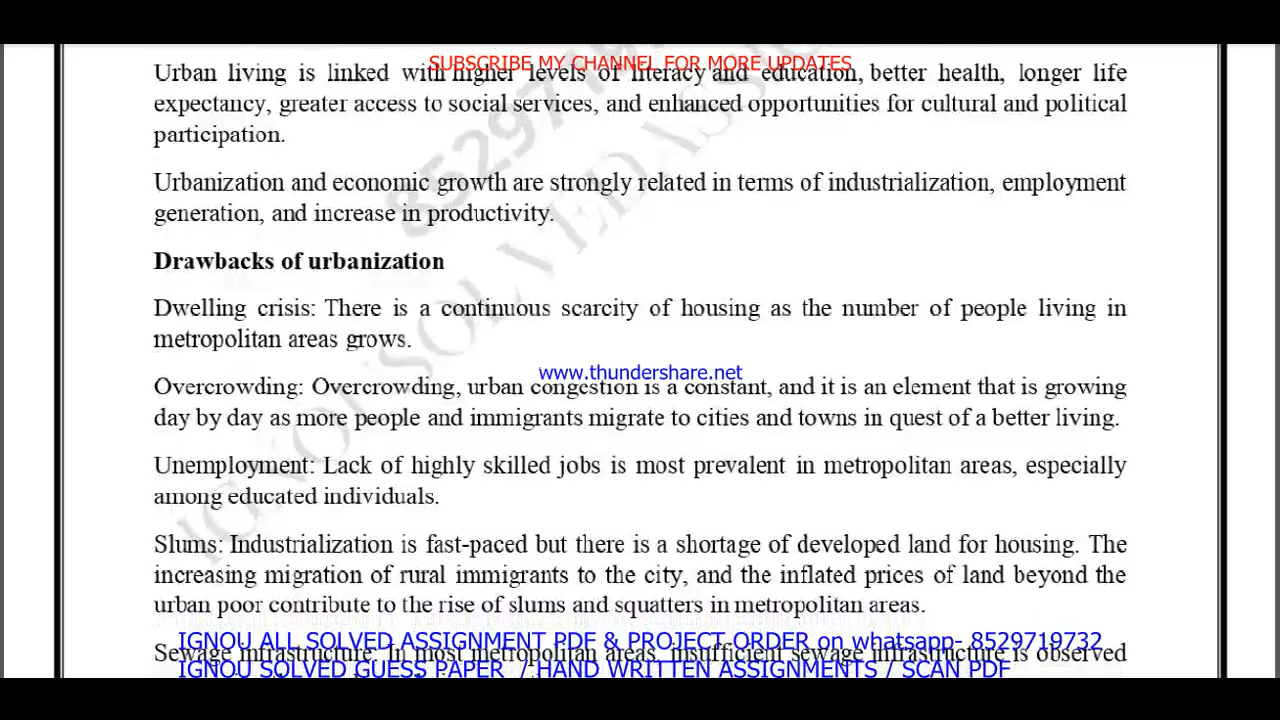 SUBSCRIBE MY CHANNEL FOR MORE UPDATES
Urban living is linked with higher levels of literacy and education, better health, longer life
expectancy, greater access to social services, and enhanced opportunities for cultural and political
participation.
Urbanization and economic growth are strongly related in terms of industrialization, employment
generation, and increase in productivity.
Drawbacks of urbanization
Dwelling crisis: There is a continuous scarcity of housing as the number of people living in
metropolitan areas grows.
www.thundershare.net
Overcrowding: Overcrowding, urban congestion is a constant, and it is an element that is growing
day by day as more people and immigrants migrate to cities and towns in quest of a better living.
Unemployment: Lack of highly skilled jobs is most prevalent in metropolitan areas, especially
among educated individuals.
Slums: Industrialization is fast-paced but there is a shortage of developed land for housing. The
increasing migration of rural immigrants to the city, and the inflated prices of land beyond the
urban poor contribute to the rise of slums and squatters in metropolitan areas.
IGNOU ALL SOLVED ASSIGNMENT PDF & PROJECT ORDER on whatsapp- 8529719732
Sewage infrastructure: In most metropolitan areas, insufficient sewage infrastructure is observed
IGNOU SOLVED GUESS PAPER / HAND WRITTEN ASSIGNMENTS / SCAN PDF